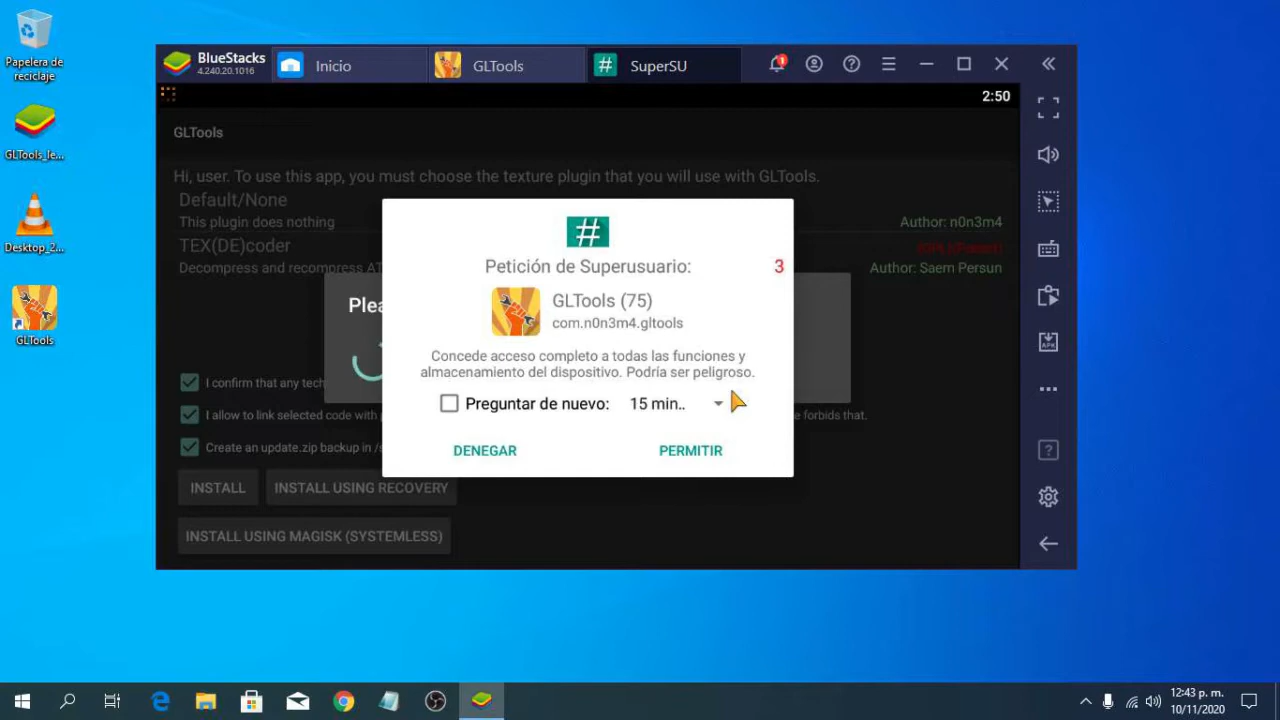 Papelera de
reciclaje
GLTools_le...
Desktop_2...
GLTools
BlueStacks
4.240.20.1016
Inicio
GLTools
SuperSU
2:50
GLTools
Hi, user. To use this app, you must choose the texture plugin that you will use with GLTools.
Default/None
This plugin does nothing
Author: n0n3m4
TEX(DE)coder
Decompress and recompress AT
Author: Saem Persun
Plea
#
Petición de Superusuario:
3
GLTools (75)
com.n0n3m4.gltools
Concede acceso completo a todas las funciones y
almacenamiento del dispositivo. Podría ser peligroso.
Preguntar de nuevo: 15 min..
DENEGAR PERMITIR
I confirm that any tech
I allow to link selected code with p
e forbids that.
Create an update.zip backup in /s
INSTALL INSTALL USING RECOVERY
INSTALL USING MAGISK (SYSTEMLESS)
APK
12:43 p. m.
10/11/2020